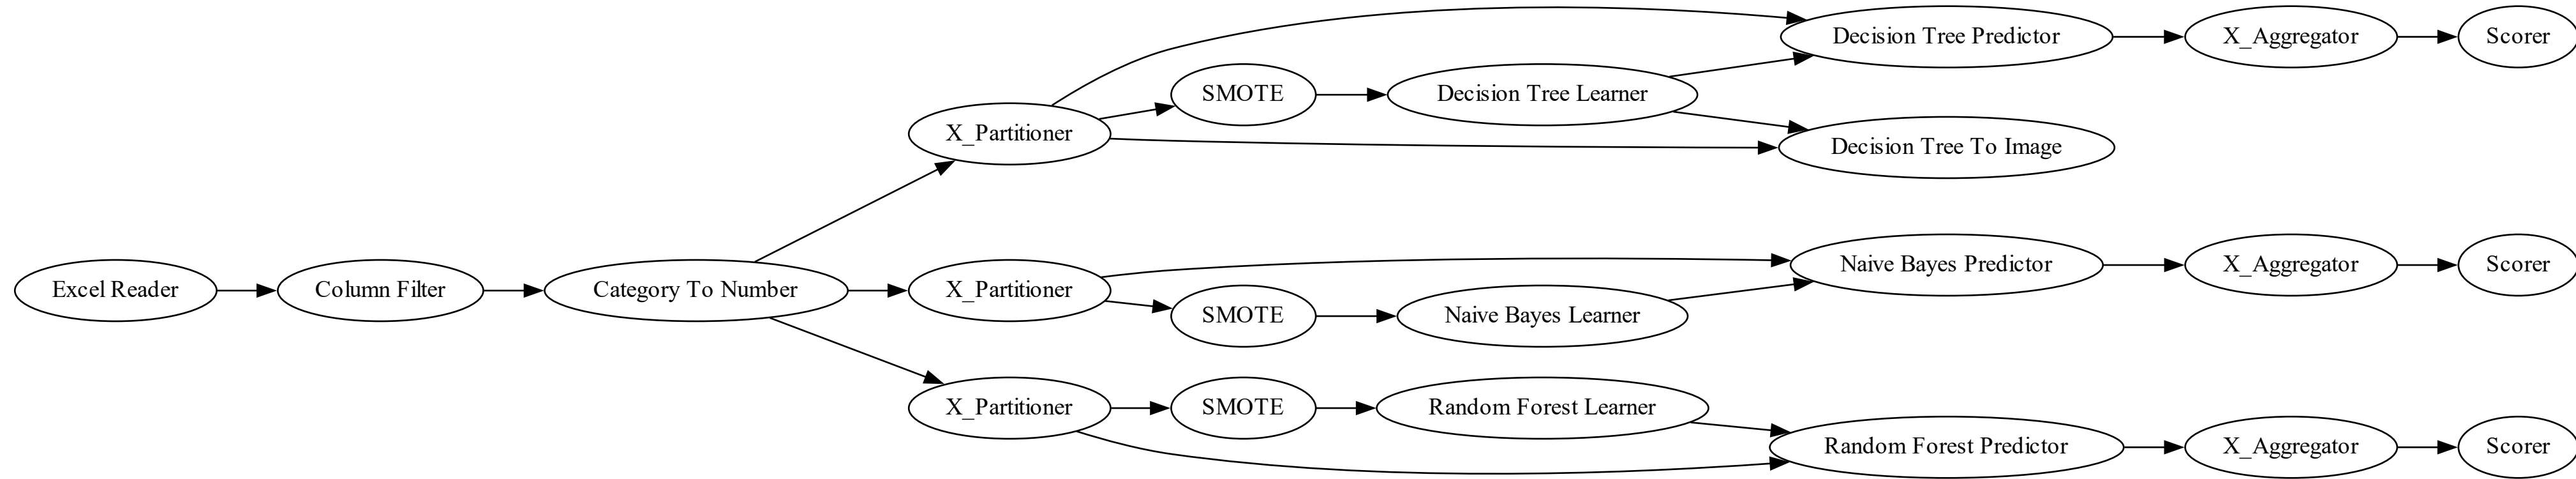 Excel Reader
Column Filter
Category To Number
X_Partitioner
SMOTE
Decision Tree Learner
Decision Tree Predictor
X_Aggregator
Scorer
Decision Tree To Image
X_Partitioner
SMOTE
Naive Bayes Learner
Naive Bayes Predictor
X_Aggregator
Scorer
X_Partitioner
SMOTE
Random Forest Learner
Random Forest Predictor
X_Aggregator
Scorer